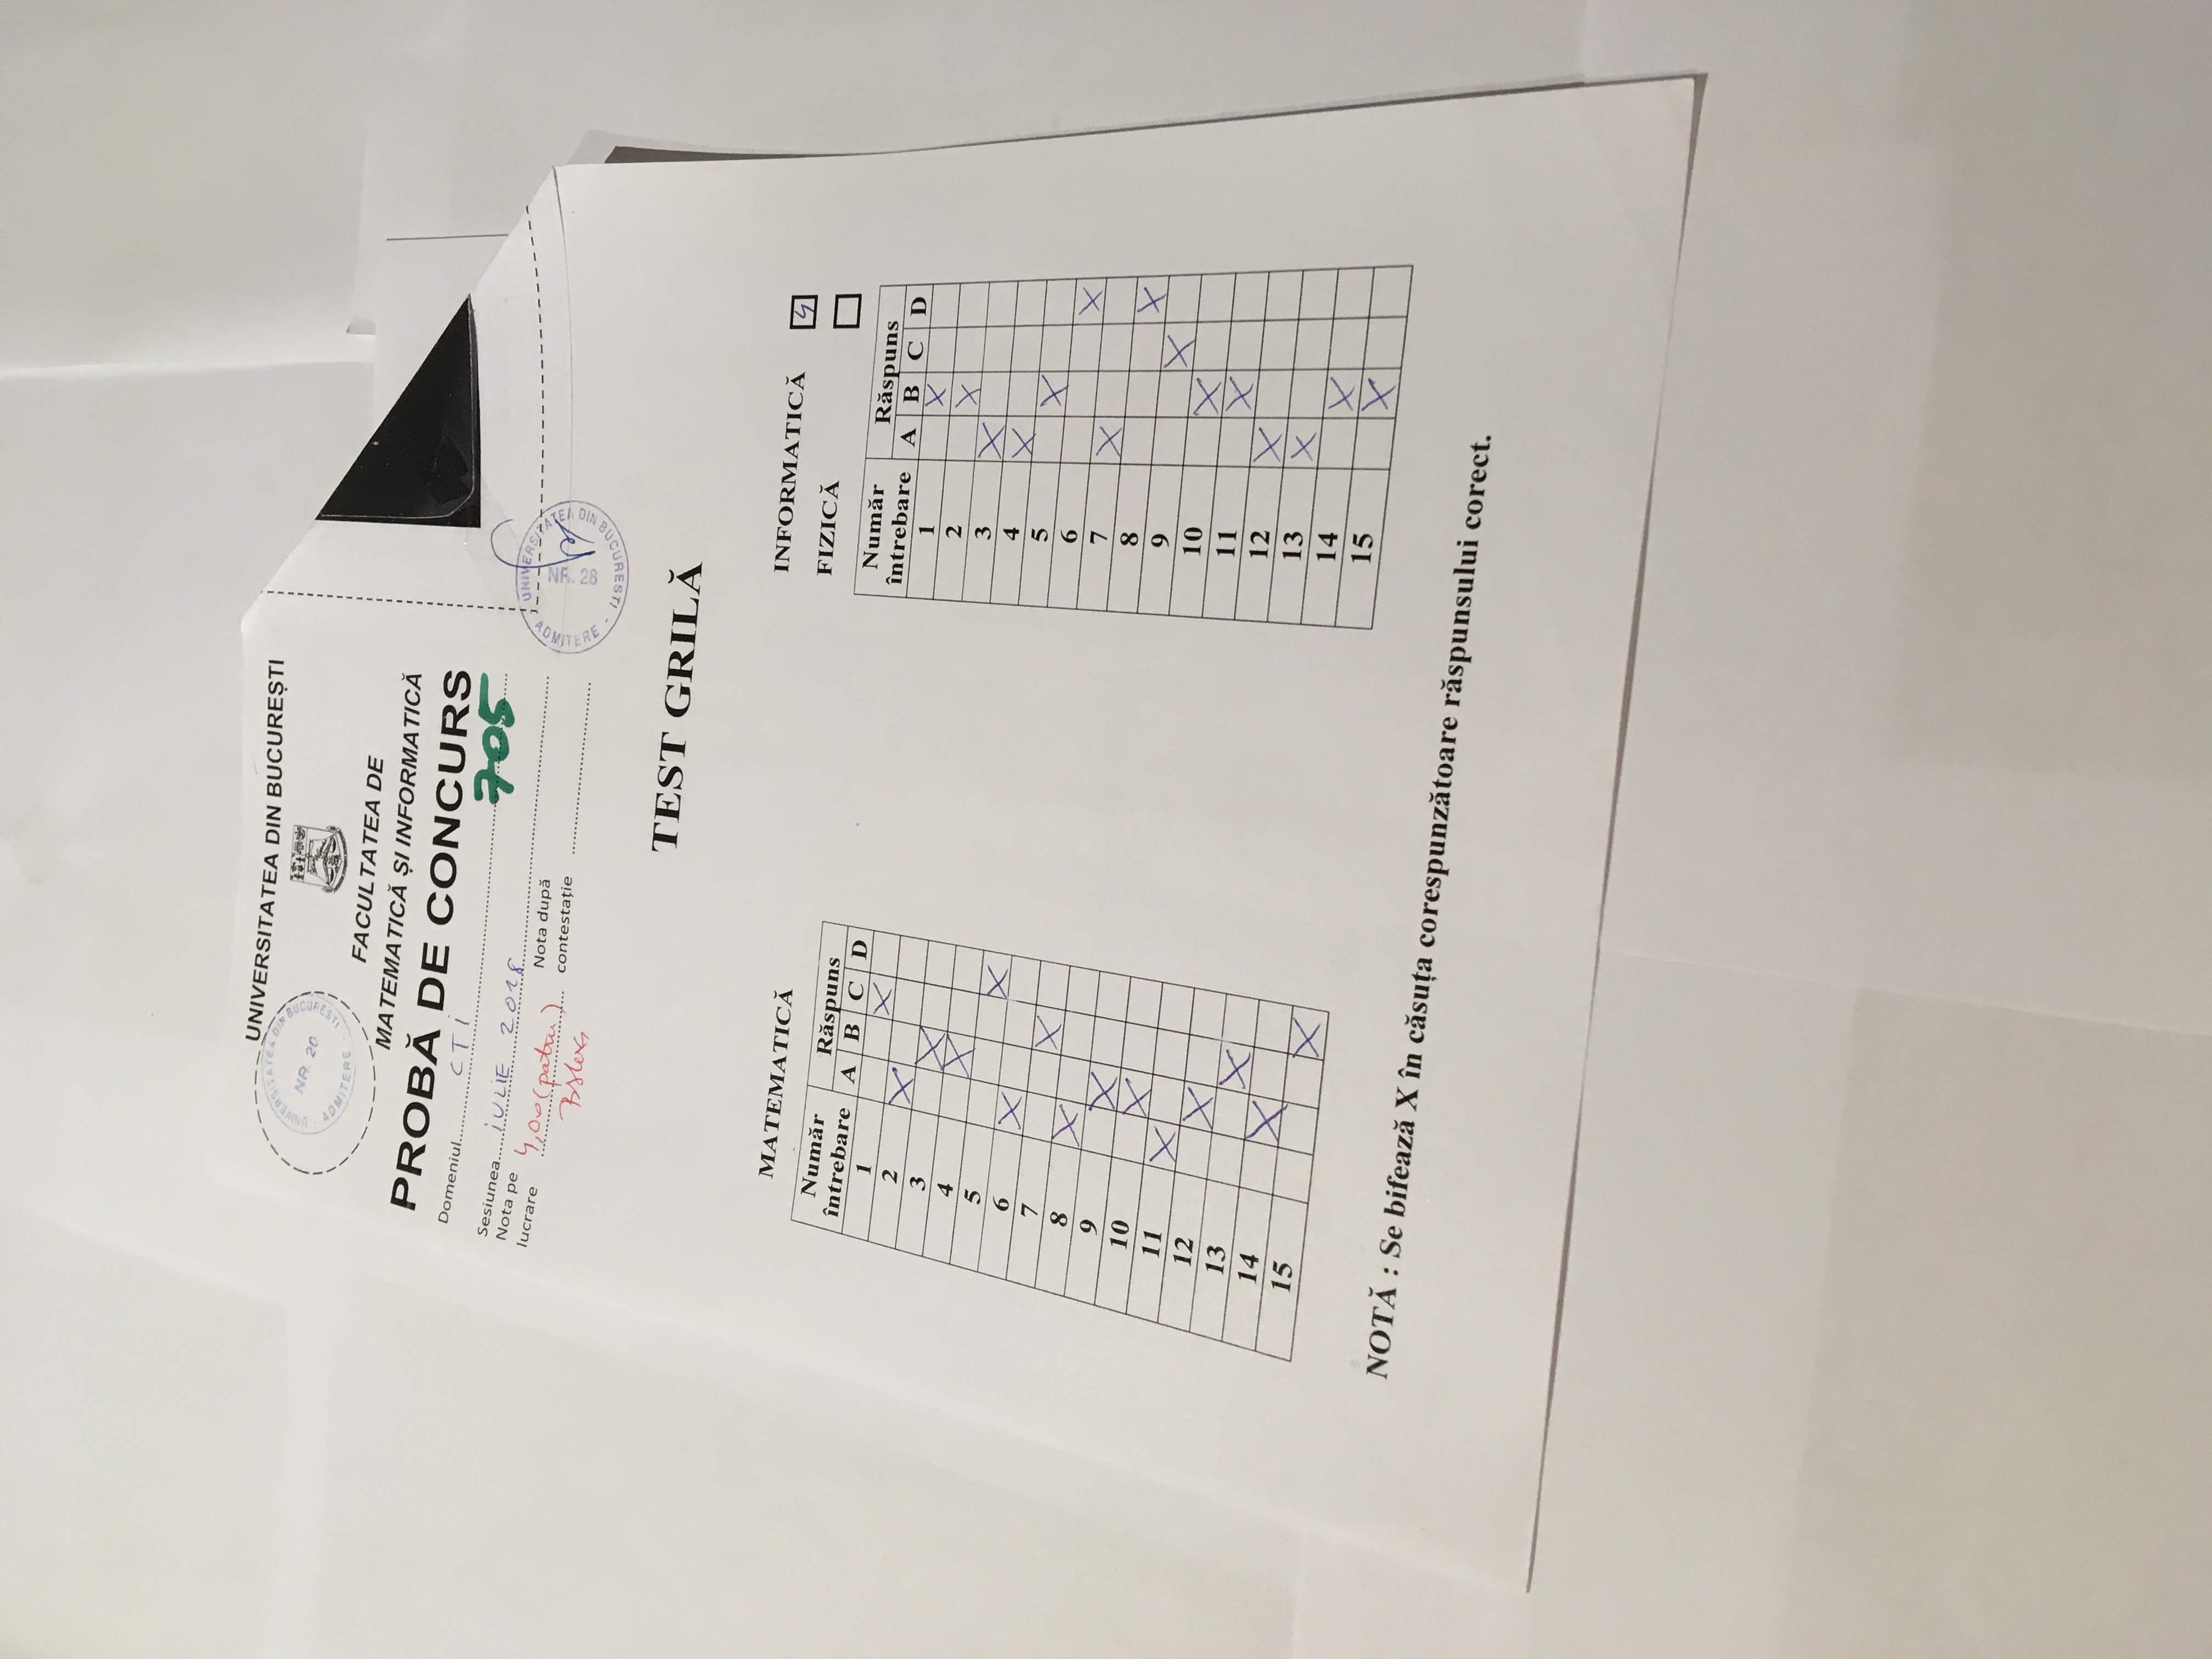 UNIVERSITATEA DIN BUCUREȘTI
UNIVERSITATEA DIN BUCUREȘTI
NR. 20
ADMITERE
FACULTATEA DE
MATEMATICĂ ȘI INFORMATICĂ
PROBĂ DE CONCURS
Domeniul CTI
705
Sesiunea IULIE 2018
Nota pe lucrare 4,00 (patru)
Nota după contestație
UNIVERSITATEA DIN BUCURESTI
NR. 28
ADMITERE
TEST GRILĂ
MATEMATICĂ
Număr întrebare Răspuns
A B C D
1 X
2 X
3 X
4 X
5 X
6 X
7 X
8 X
9 X
10 X
11 X
12 X
13 X
14 X
15 X
INFORMATICĂ
FIZICĂ
Număr întrebare Răspuns
A B C D
1 X
2 X
3 X
4 X
5 X
6 X
7 X
8 X
9 X
10 X
11 X
12 X
13 X
14 X
15 X
NOTĂ : Se bifează X în căsuța corespunzătoare răspunsului corect.